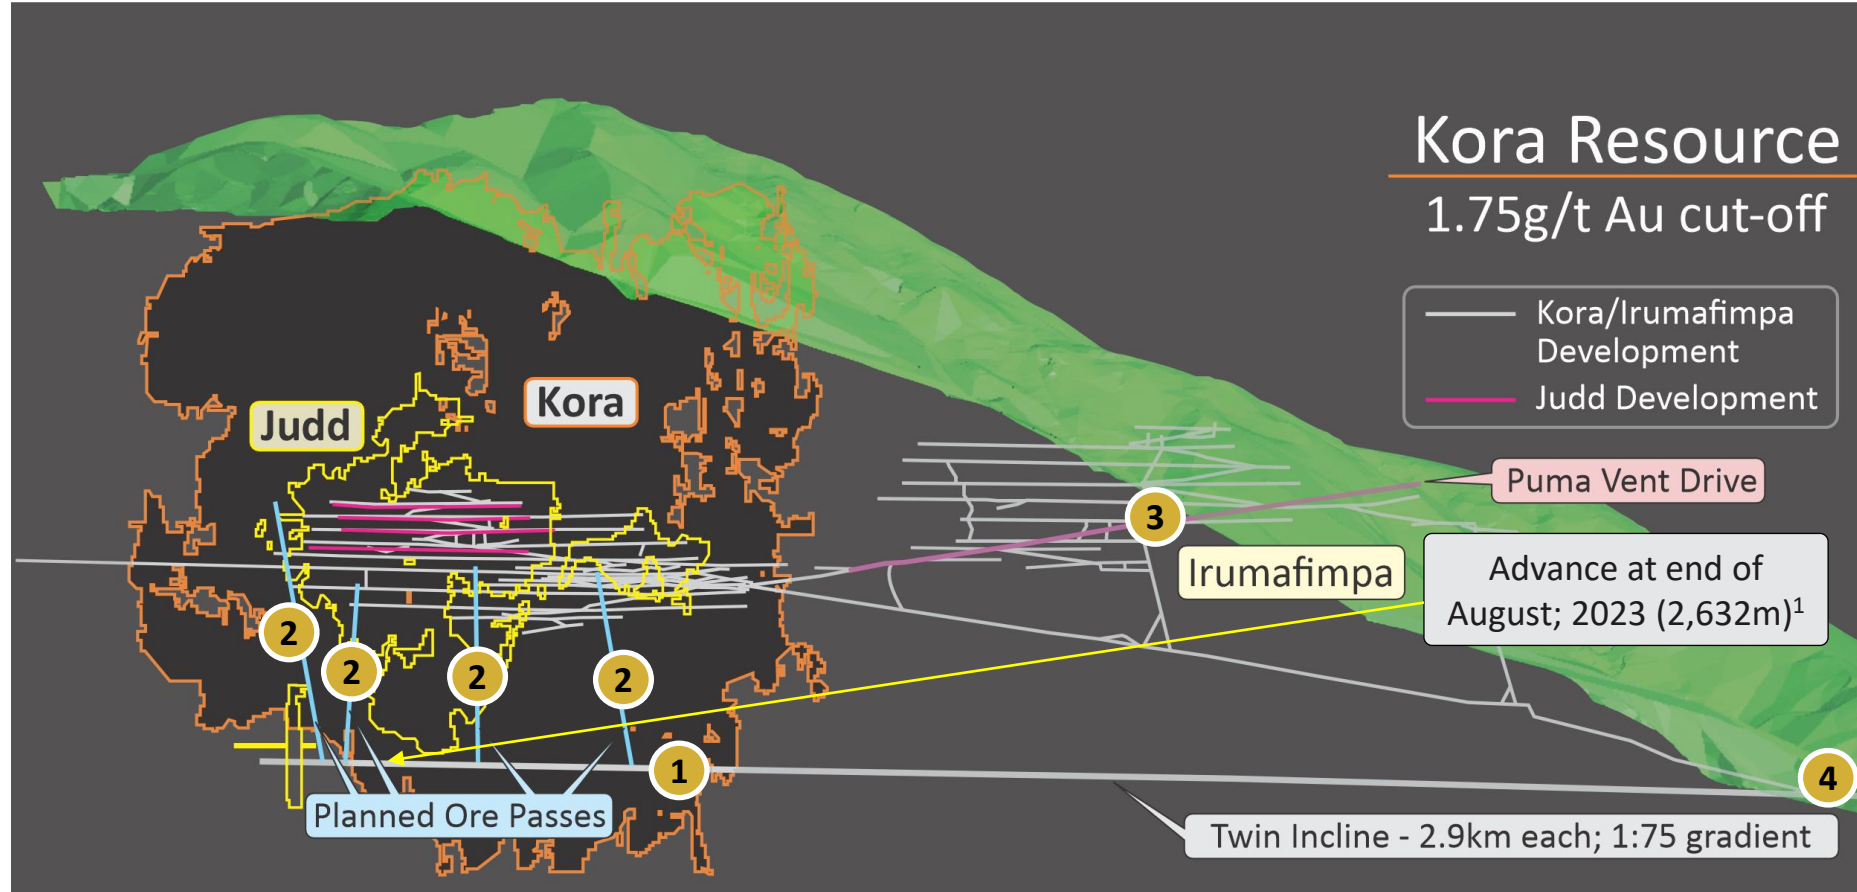 Kora Resource
1.75g/t Au cut-off
Kora/Irumafimpa
Development
Judd Development
Judd
Kora
Puma Vent Drive
3
Irumafimpa
Advance at end of
August; 2023 (2,632m)¹
2
2
2
2
1
4
Planned Ore Passes
Twin Incline - 2.9km each; 1:75 gradient